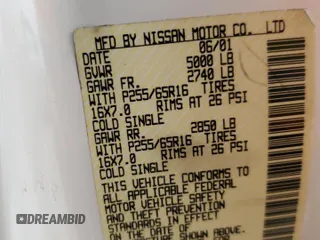 MFD BY NISSAN MOTOR CO. LTD
DATE 06/01
GVWR 5000 LB
GAWR FR. 2740 LB
WITH P255/65R16 TIRES
16X7.0 RIMS AT 26 PSI
COLD SINGLE
GAWR RR. 2850 LB
WITH P255/65R16 TIRES
16X7.0 RIMS AT 26 PSI
COLD SINGLE
THIS VEHICLE CONFORMS TO
ALL APPLICABLE FEDERAL
MOTOR VEHICLE SAFETY
AND THEFT PREVENTION
STANDARDS IN EFFECT
ON THE DATE OF
MANUFACTURE SHOWN ABOVE.
DREAMBID